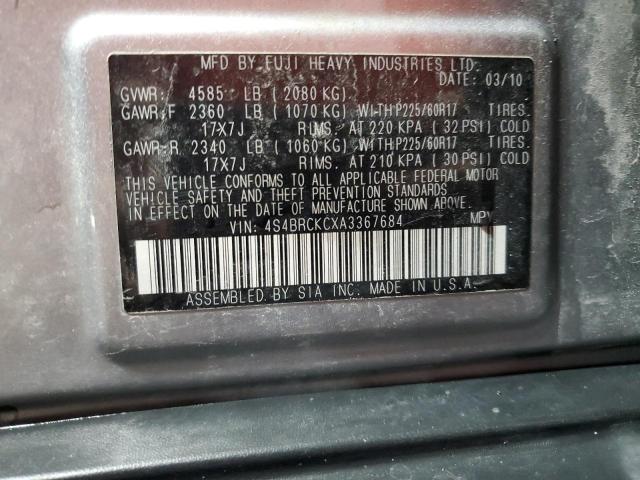 MFD BY FUJI HEAVY INDUSTRIES LTD.
DATE: 03/10
GVWR: 4585 LB (2080 KG)
GAWR:F 2360 LB (1070 KG) WITH P225/60R17 TIRES.
17X7J RIMS. AT 220 KPA (32 PSI) COLD
GAWR:R 2340 LB (1060 KG) WITH P225/60R17 TIRES.
17X7J RIMS. AT 210 KPA (30 PSI) COLD
THIS VEHICLE CONFORMS TO ALL APPLICABLE FEDERAL MOTOR
VEHICLE SAFETY AND THEFT PREVENTION STANDARDS
IN EFFECT ON THE DATE OF MANUFACTURE SHOWN ABOVE.
VIN: 4S4BRCKCXA3367684 MPV
ASSEMBLED BY SIA INC. MADE IN U.S.A.